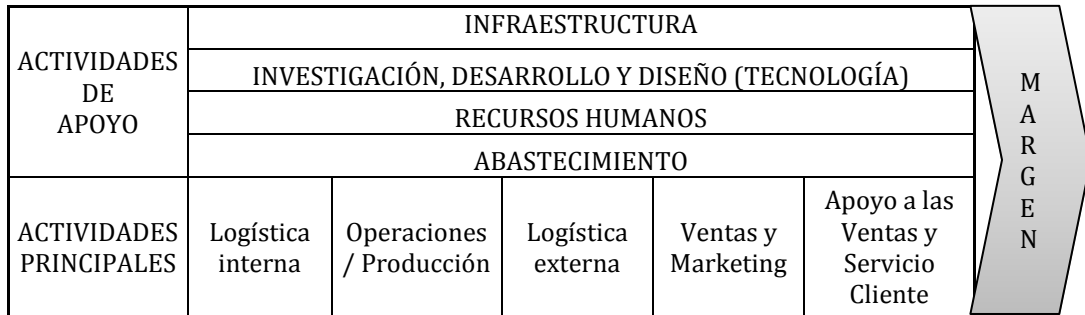 INFRAESTRUCTURA
ACTIVIDADES
DE
APOYO
INVESTIGACIÓN, DESARROLLO Y DISEÑO (TECNOLOGÍA)
RECURSOS HUMANOS
ABASTECIMIENTO
ACTIVIDADES
PRINCIPALES
Logística
interna
Operaciones
/ Producción
Logística
externa
Ventas y
Marketing
Apoyo a las
Ventas y
Servicio
Cliente
M
A
R
G
E
N